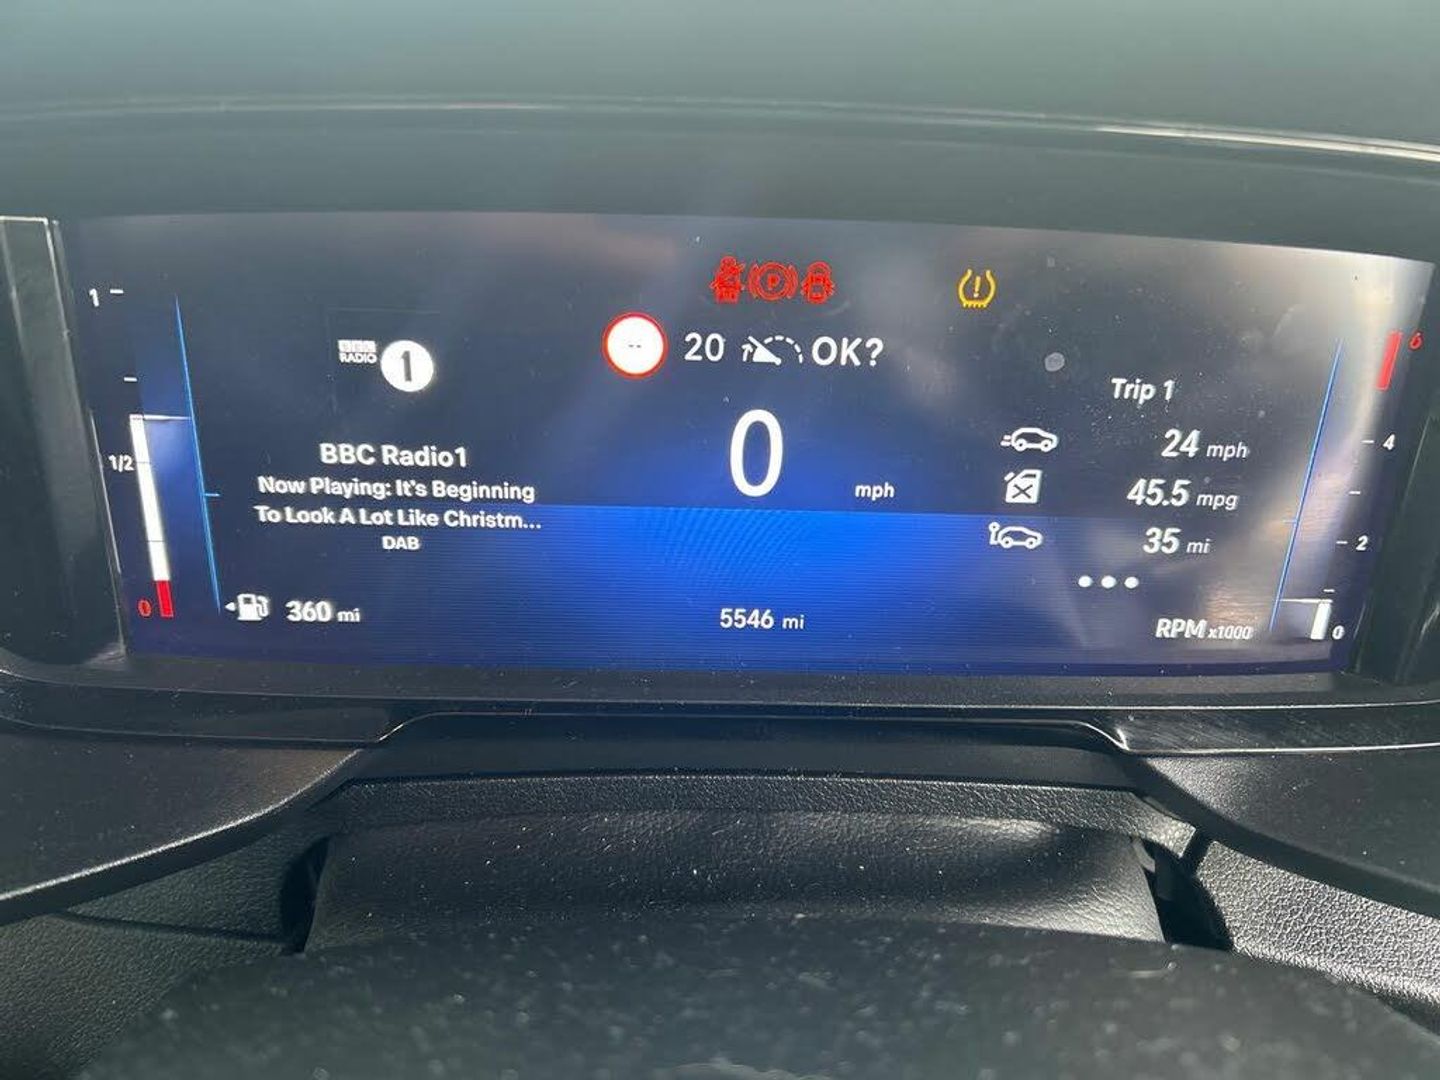 1
1/2
0
BBC
RADIO
1
BBC Radio1
Now Playing: It's Beginning
To Look A Lot Like Christm...
DAB
360 mi
P
-- 20 OK?
0
mph
5546 mi
!
Trip 1
24 mph
45.5 mpg
35 mi
6
4
2
0
RPM x1000